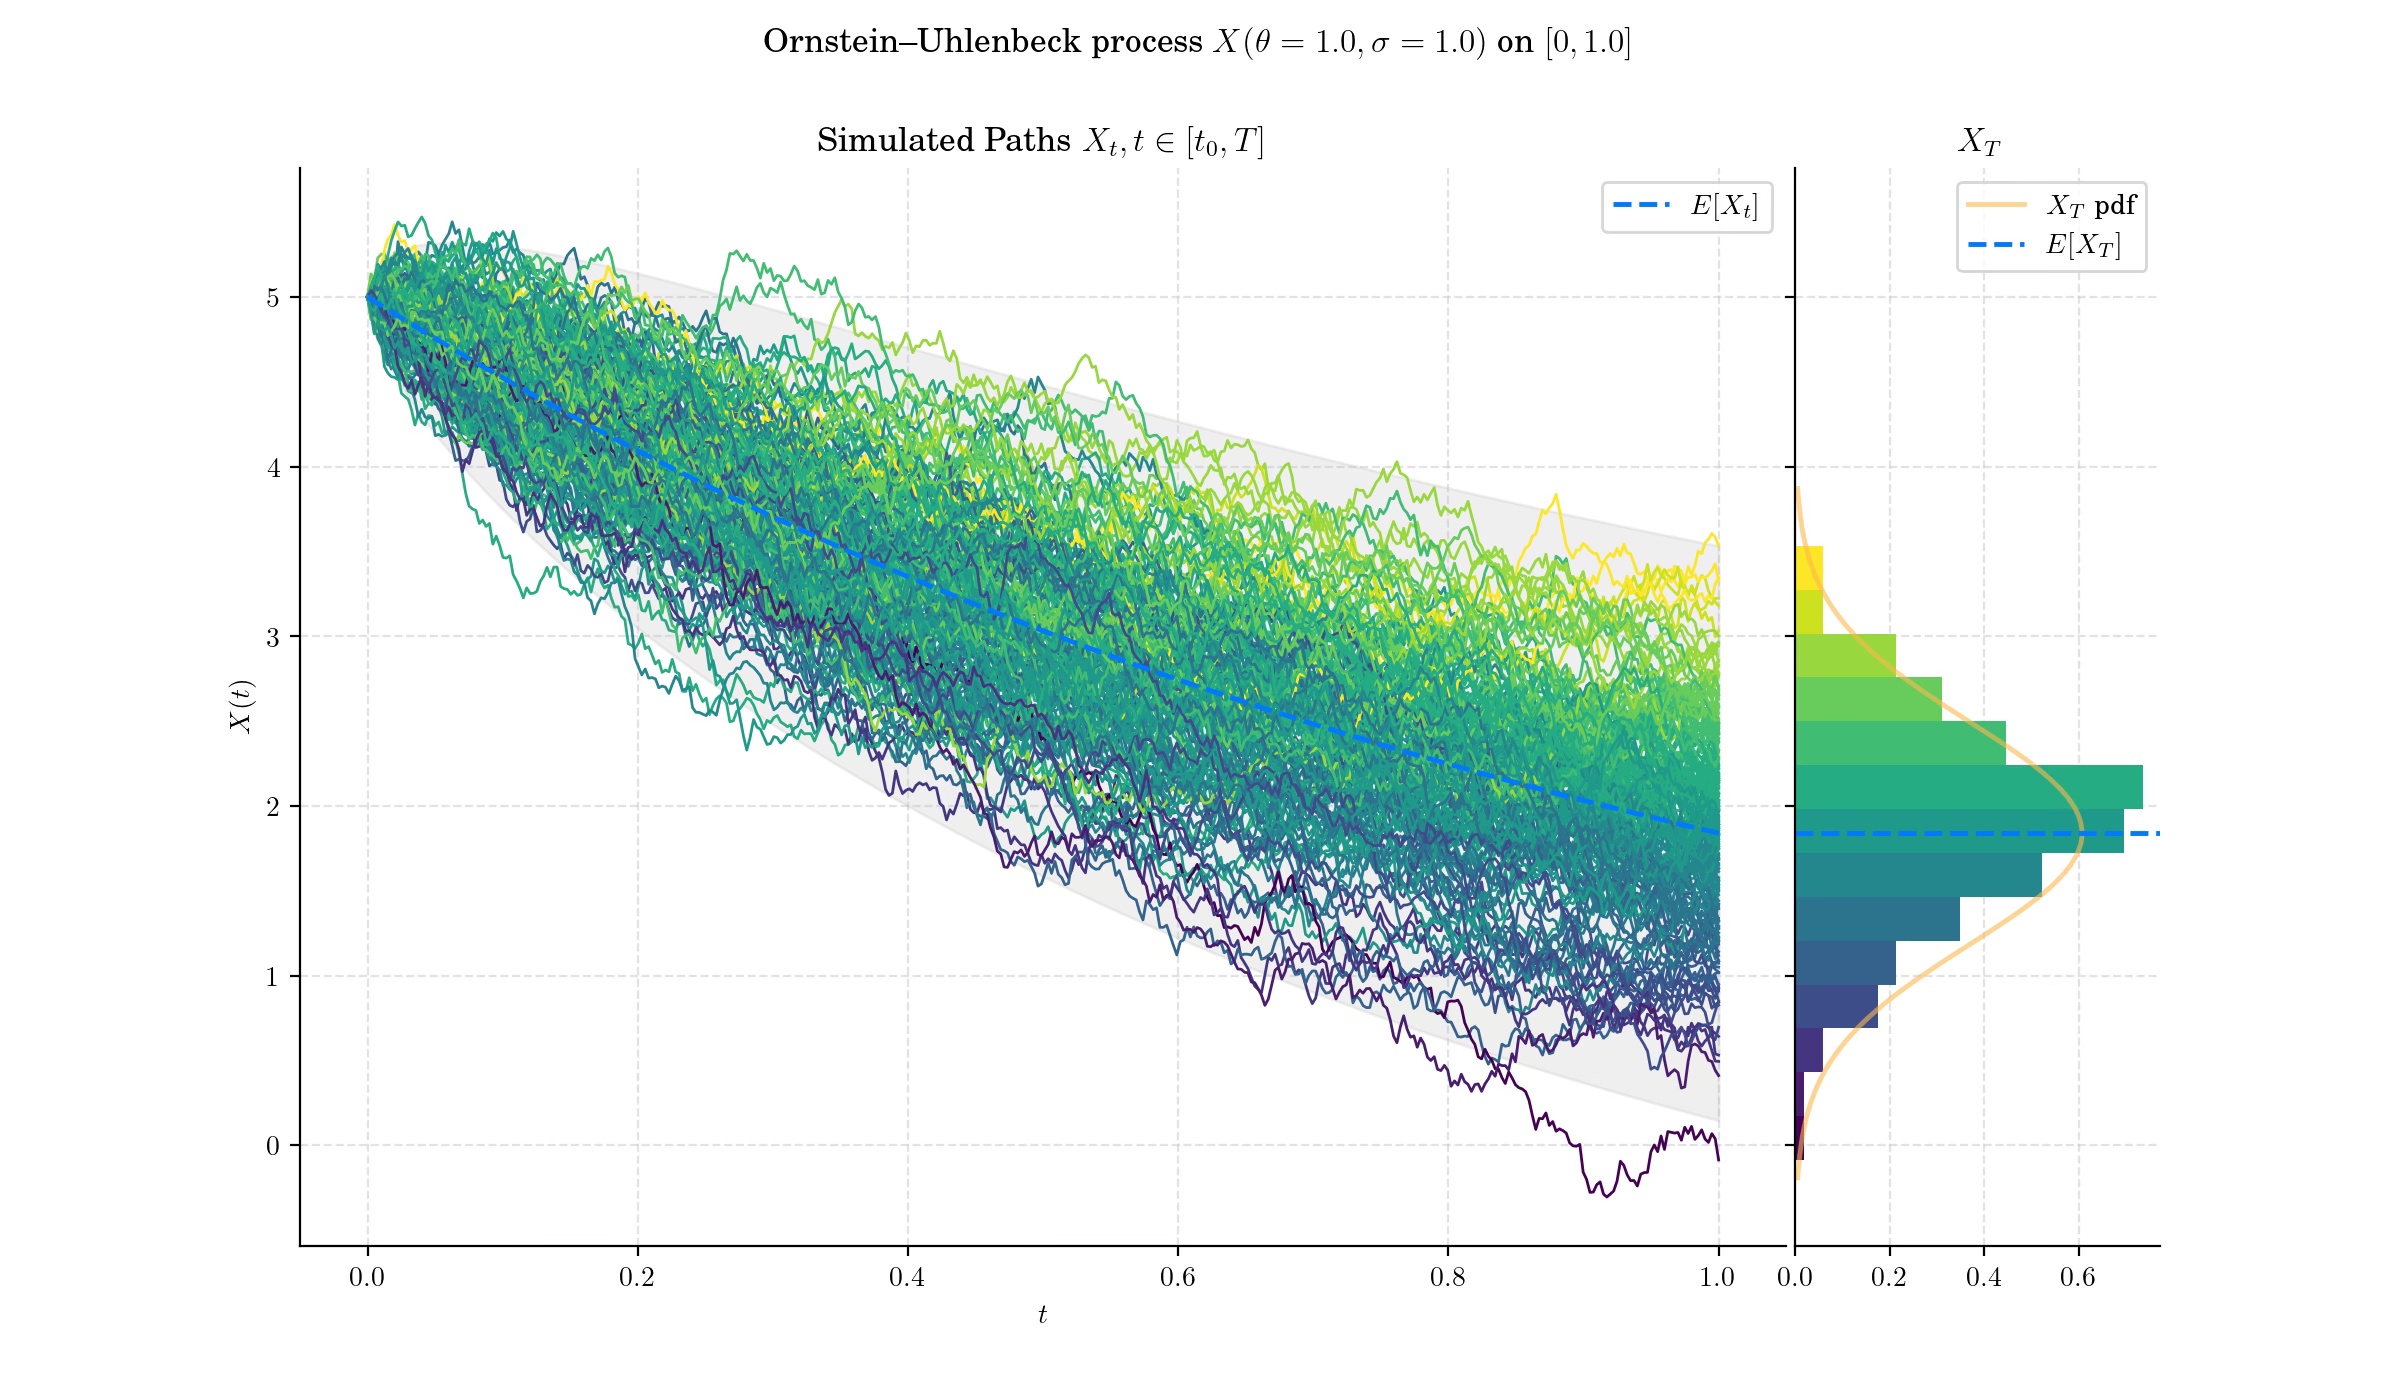 Ornstein–Uhlenbeck process X(θ = 1.0, σ = 1.0) on [0, 1.0]
Simulated Paths X_t, t ∈ [t_0, T]
X_T
E[X_t]
X_T pdf
E[X_T]
5
4
3
2
1
0
X(t)
0.0
0.2
0.4
0.6
0.8
1.0
t
0.0
0.2
0.4
0.6